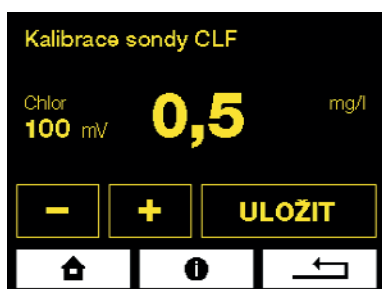 Kalibrace sondy CLF
Chlor
100 mV
0,5
mg/l
− + ULOŽIT